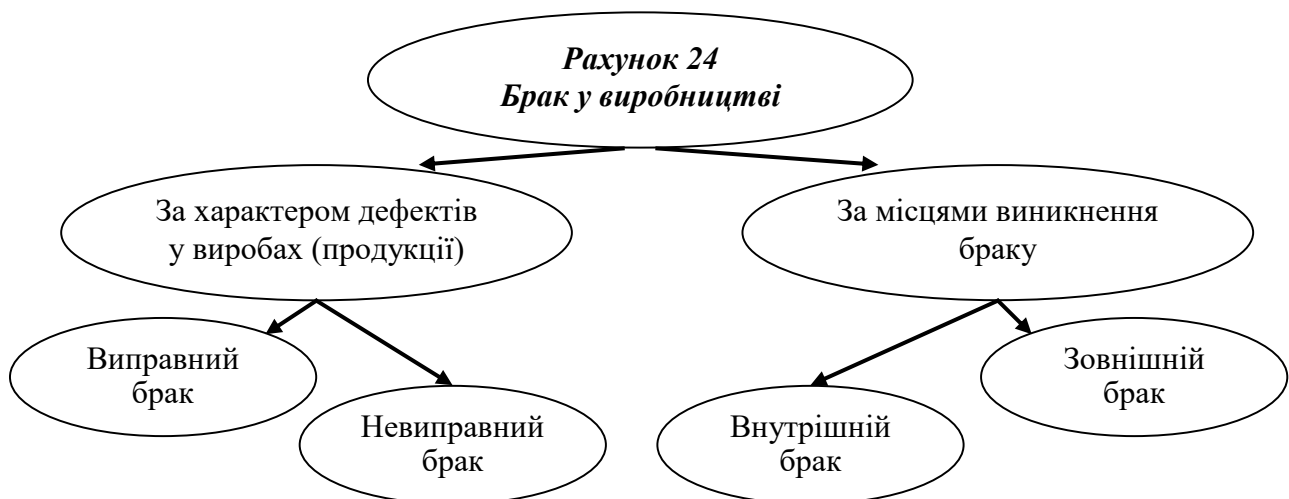 Рахунок 24
Брак у виробництві
За характером дефектів
у виробах (продукції)
За місцями виникнення
браку
Виправний
брак
Невиправний
брак
Внутрішній
брак
Зовнішній
брак